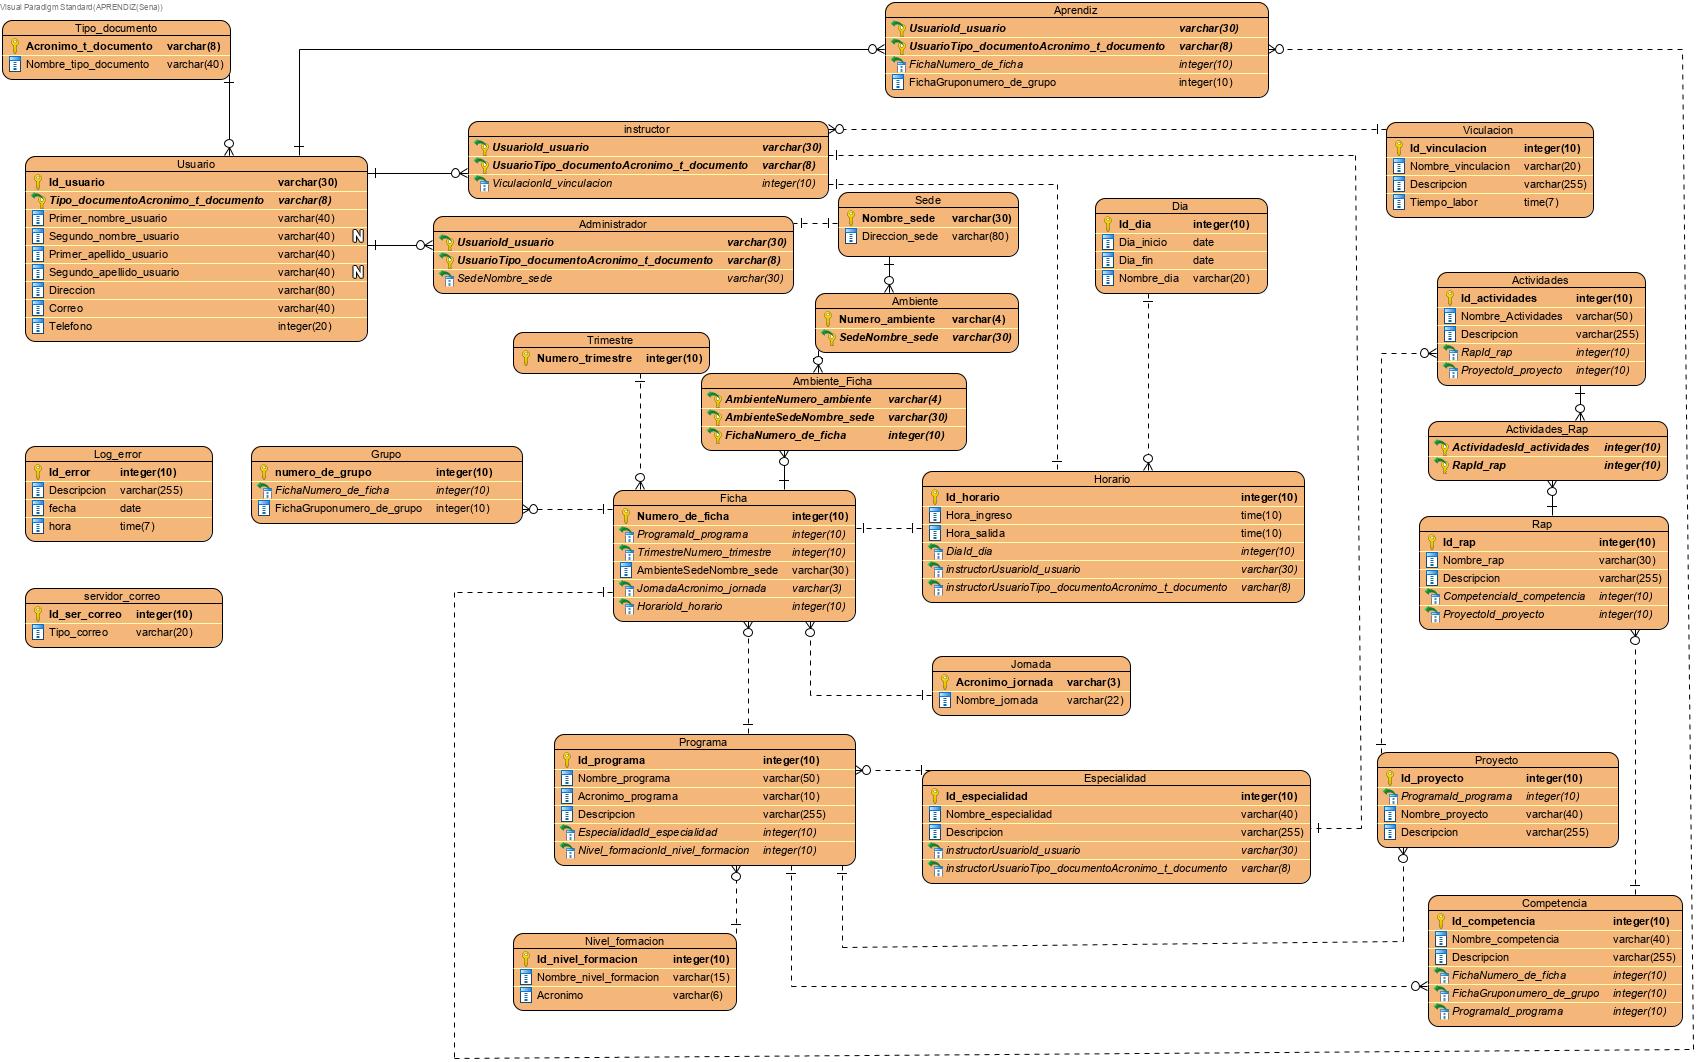 Visual Paradigm Standard(APRENDIZ(Sena))
Tipo_documento
Acronimo_t_documento varchar(8)
Nombre_tipo_documento varchar(40)
Aprendiz
UsuarioId_usuario varchar(30)
UsuarioTipo_documentoAcronimo_t_documento varchar(8)
FichaNumero_de_ficha integer(10)
FichaGruponumero_de_grupo integer(10)
instructor
UsuarioId_usuario varchar(30)
UsuarioTipo_documentoAcronimo_t_documento varchar(8)
ViculacionId_vinculacion integer(10)
Viculacion
Id_vinculacion integer(10)
Nombre_vinculacion varchar(20)
Descripcion varchar(255)
Tiempo_labor time(7)
Usuario
Id_usuario varchar(30)
Tipo_documentoAcronimo_t_documento varchar(8)
Primer_nombre_usuario varchar(40)
Segundo_nombre_usuario varchar(40) N
Primer_apellido_usuario varchar(40)
Segundo_apellido_usuario varchar(40) N
Direccion varchar(80)
Correo varchar(40)
Telefono integer(20)
Administrador
UsuarioId_usuario varchar(30)
UsuarioTipo_documentoAcronimo_t_documento varchar(8)
SedeNombre_sede varchar(30)
Sede
Nombre_sede varchar(30)
Direccion_sede varchar(80)
Dia
Id_dia integer(10)
Dia_inicio date
Dia_fin date
Nombre_dia varchar(20)
Ambiente
Numero_ambiente varchar(4)
SedeNombre_sede varchar(30)
Actividades
Id_actividades integer(10)
Nombre_Actividades varchar(50)
Descripcion varchar(255)
RapId_rap integer(10)
ProyectoId_proyecto integer(10)
Trimestre
Numero_trimestre integer(10)
Ambiente_Ficha
AmbienteNumero_ambiente varchar(4)
AmbienteSedeNombre_sede varchar(30)
FichaNumero_de_ficha integer(10)
Actividades_Rap
ActividadesId_actividades integer(10)
RapId_rap integer(10)
Log_error
Id_error integer(10)
Descripcion varchar(255)
fecha date
hora time(7)
Grupo
numero_de_grupo integer(10)
FichaNumero_de_ficha integer(10)
FichaGruponumero_de_grupo integer(10)
Ficha
Numero_de_ficha integer(10)
ProgramaId_programa integer(10)
TrimestreNumero_trimestre integer(10)
AmbienteSedeNombre_sede varchar(30)
JornadaAcronimo_jornada varchar(3)
HorarioId_horario integer(10)
Horario
Id_horario integer(10)
Hora_ingreso time(10)
Hora_salida time(10)
DiaId_dia integer(10)
instructorUsuarioId_usuario varchar(30)
instructorUsuarioTipo_documentoAcronimo_t_documento varchar(8)
Rap
Id_rap integer(10)
Nombre_rap varchar(30)
Descripcion varchar(255)
CompetenciaId_competencia integer(10)
ProyectoId_proyecto integer(10)
servidor_correo
Id_ser_correo integer(10)
Tipo_correo varchar(20)
Jornada
Acronimo_jornada varchar(3)
Nombre_jornada varchar(22)
Programa
Id_programa integer(10)
Nombre_programa varchar(50)
Acronimo_programa varchar(10)
Descripcion varchar(255)
EspecialidadId_especialidad integer(10)
Nivel_formacionId_nivel_formacion integer(10)
Especialidad
Id_especialidad integer(10)
Nombre_especialidad varchar(40)
Descripcion varchar(255)
instructorUsuarioId_usuario varchar(30)
instructorUsuarioTipo_documentoAcronimo_t_documento varchar(8)
Proyecto
Id_proyecto integer(10)
ProgramaId_programa integer(10)
Nombre_proyecto varchar(40)
Descripcion varchar(255)
Nivel_formacion
Id_nivel_formacion integer(10)
Nombre_nivel_formacion varchar(15)
Acronimo varchar(6)
Competencia
Id_competencia integer(10)
Nombre_competencia varchar(40)
Descripcion varchar(255)
FichaNumero_de_ficha integer(10)
FichaGruponumero_de_grupo integer(10)
ProgramaId_programa integer(10)